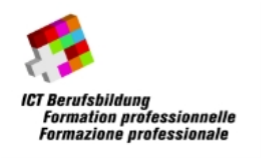 ICT Berufsbildung
Formation professionnelle
Formazione professionale